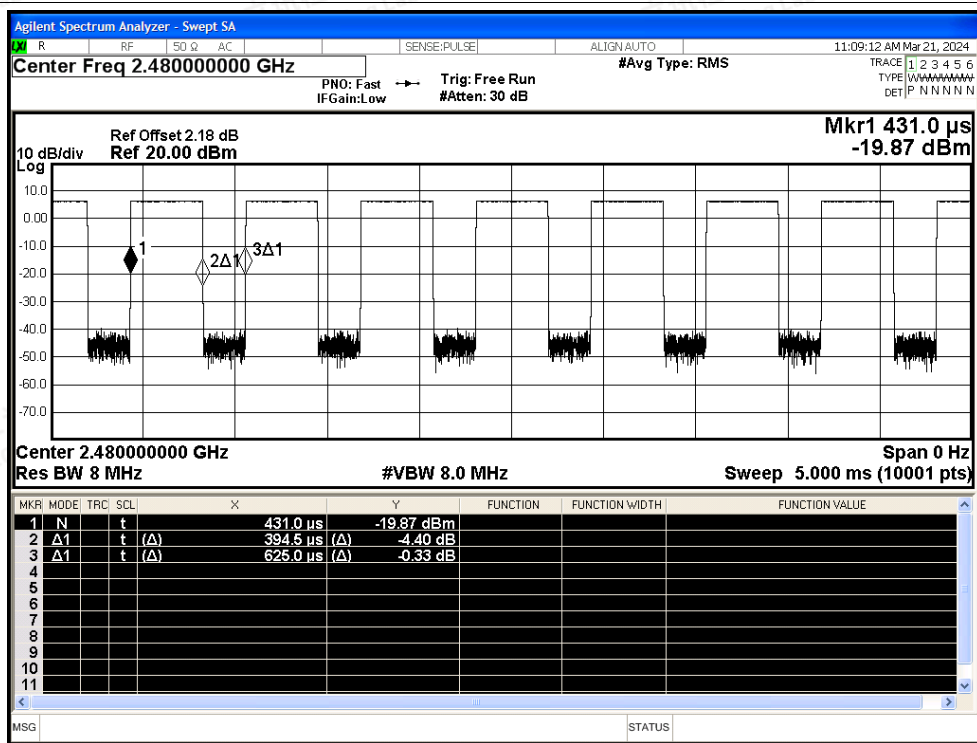 Agilent Spectrum Analyzer - Swept SA
LXI R RF 50 Ω AC SENSE:PULSE ALIGN AUTO 11:09:12 AM Mar 21, 2024
Center Freq 2.480000000 GHz #Avg Type: RMS TRACE 1 2 3 4 5 6
PNO: Fast Trig: Free Run TYPE WWWWWW
IFGain:Low #Atten: 30 dB DET P N N N N N
Mkr1 431.0 µs
Ref Offset 2.18 dB
10 dB/div Ref 20.00 dBm -19.87 dBm
Log
10.0
0.00
-10.0
1 2Δ1 3Δ1
-20.0
-30.0
-40.0
-50.0
-60.0
-70.0
Center 2.480000000 GHz Span 0 Hz
Res BW 8 MHz #VBW 8.0 MHz Sweep 5.000 ms (10001 pts)
MKR MODE TRC SCL X Y FUNCTION FUNCTION WIDTH FUNCTION VALUE
1 N t 431.0 µs -19.87 dBm
2 Δ1 t (Δ) 394.5 µs (Δ) -4.40 dB
3 Δ1 t (Δ) 625.0 µs (Δ) -0.33 dB
4
5
6
7
8
9
10
11
MSG STATUS